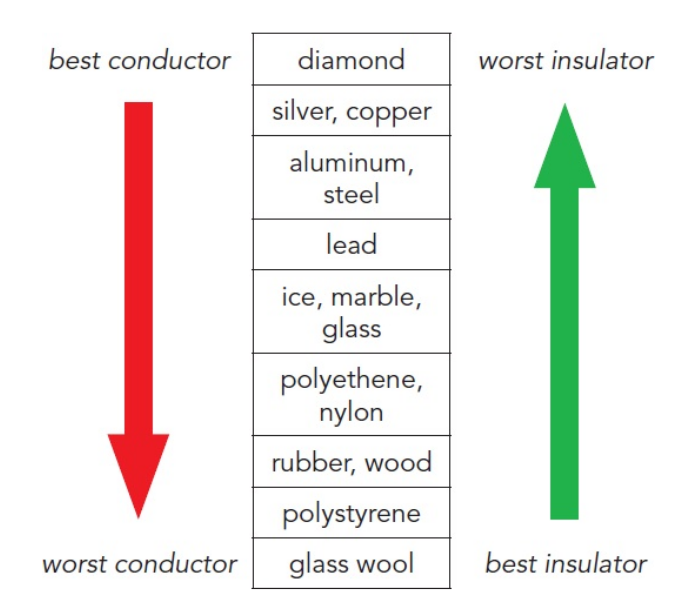 best conductor
diamond
worst insulator
silver, copper
aluminum,
steel
lead
ice, marble,
glass
polyethene,
nylon
rubber, wood
polystyrene
worst conductor
glass wool
best insulator